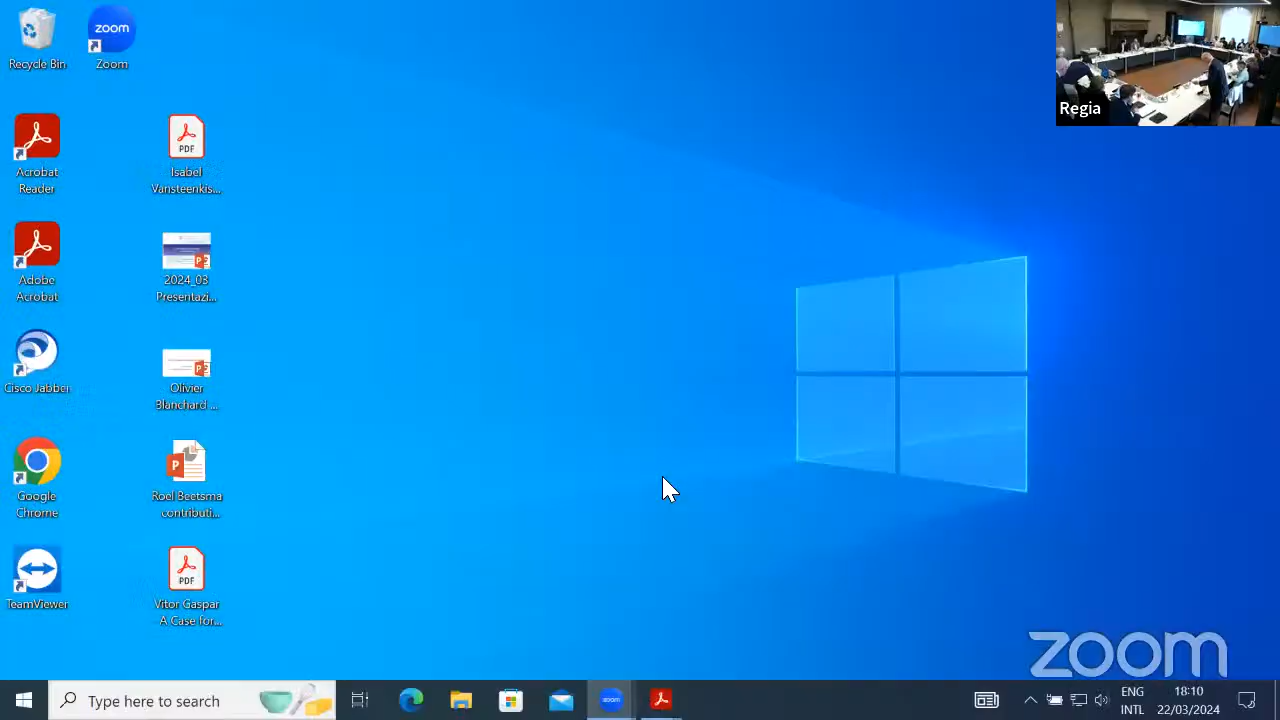 Recycle Bin
zoom
Zoom
Regia
Acrobat
Reader
PDF
Isabel
Vansteenkis...
Adobe
Acrobat
2024_03
Presentazi...
Cisco Jabber
Olivier
Blanchard ...
Google
Chrome
P
Roel Beetsma
contributi...
TeamViewer
PDF
Vitor Gaspar
- A Case for...
zoom
Type here to search
zoom
ENG
INTL
18:10
22/03/2024